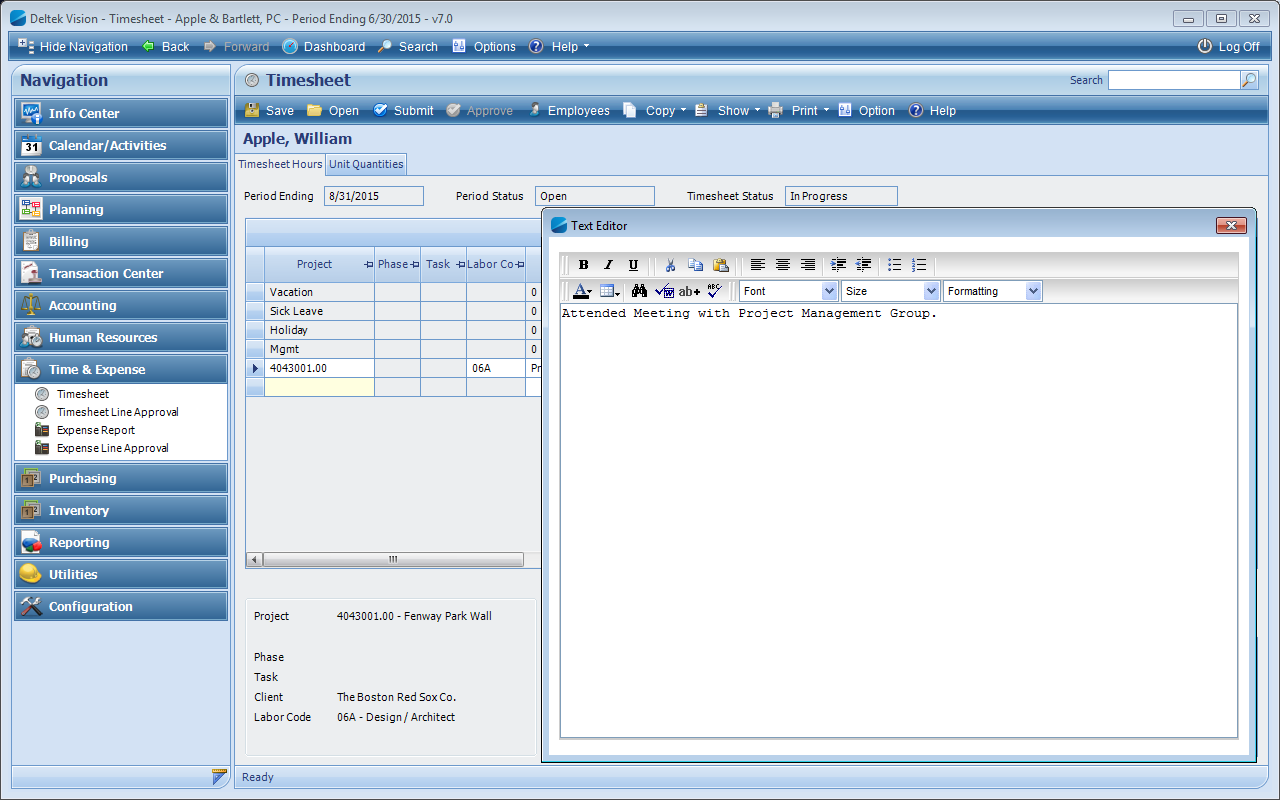 Deltek Vision - Timesheet - Apple & Bartlett, PC - Period Ending 6/30/2015 - v7.0
Hide Navigation Back Forward Dashboard Search Options Help Log Off
Navigation
Info Center
31 Calendar/Activities
Proposals
Planning
Billing
Transaction Center
Accounting
Human Resources
Time & Expense
Timesheet
Timesheet Line Approval
Expense Report
Expense Line Approval
Purchasing
Inventory
Reporting
Utilities
Configuration
Timesheet Search
Save Open Submit Approve Employees Copy Show Print Option Help
Apple, William
Timesheet Hours Unit Quantities
Period Ending 8/31/2015 Period Status Open Timesheet Status In Progress
Project Phase Task Labor Co
Vacation 0
Sick Leave 0
Holiday 0
Mgmt 0
4043001.00 06A Pr
Project 4043001.00 - Fenway Park Wall
Phase
Task
Client The Boston Red Sox Co.
Labor Code 06A - Design / Architect
Ready
Text Editor
B I U
A ab+ ABC Font Size Formatting
Attended Meeting with Project Management Group.